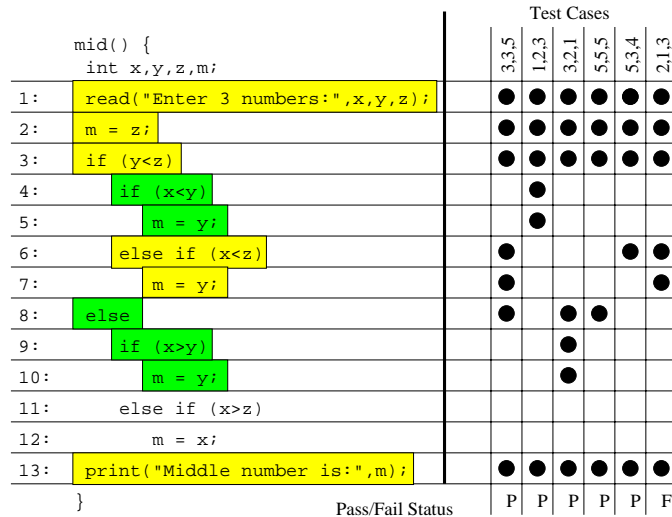 Test Cases
mid() {
int x,y,z,m;
3,3,5 1,2,3 3,2,1 5,5,5 5,3,4 2,1,3
1: read("Enter 3 numbers:",x,y,z);
2: m = z;
3: if (y<z)
4: if (x<y)
5: m = y;
6: else if (x<z)
7: m = y;
8: else
9: if (x>y)
10: m = y;
11: else if (x>z)
12: m = x;
13: print("Middle number is:",m);
} Pass/Fail Status P P P P P F